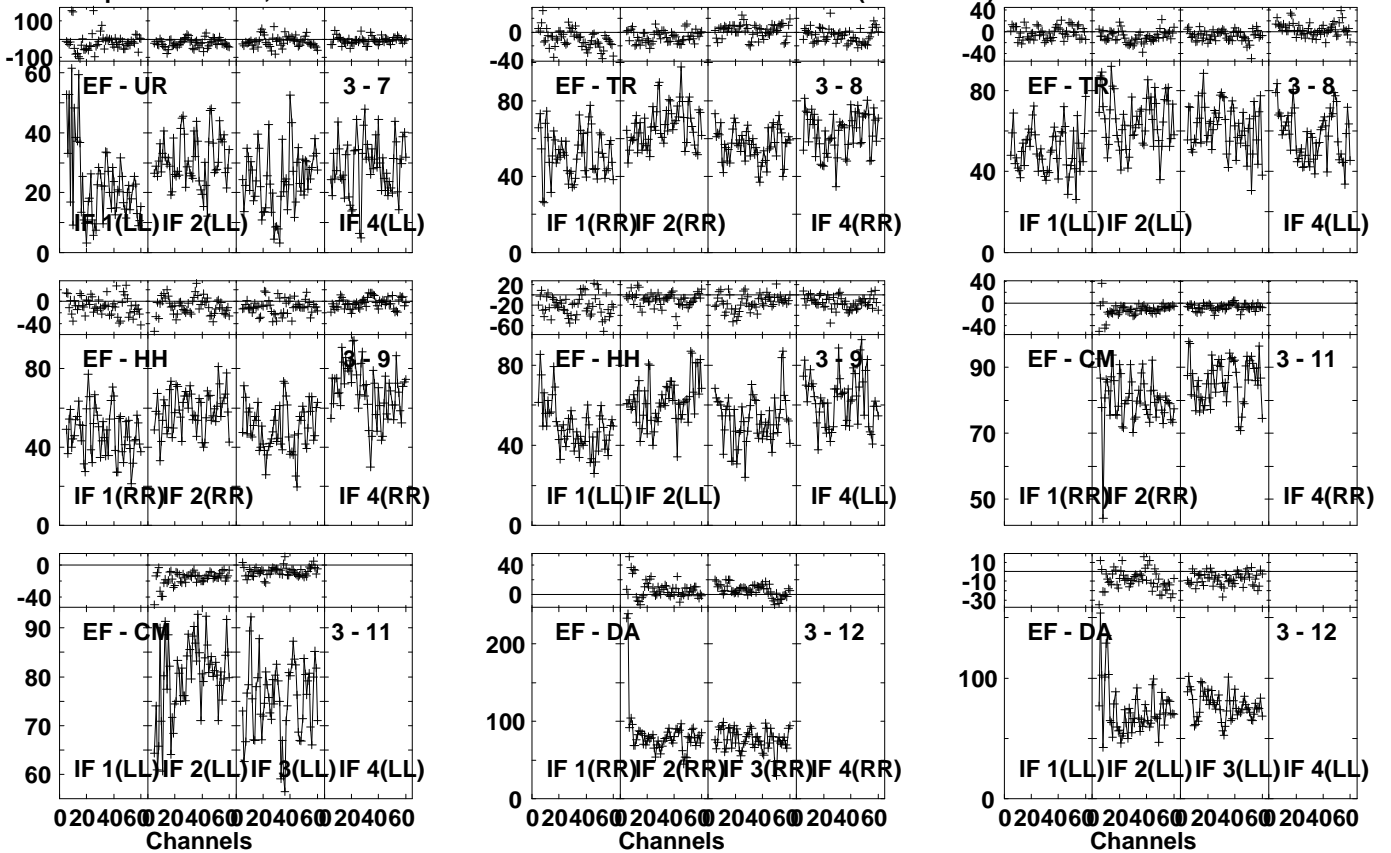 100
-100
60
40
20
0
EF - UR 3 - 7
IF 1(LL) IF 2(LL) IF 4(LL)
0
-40
80
40
0
EF - TR 3 - 8
IF 1(RR) IF 2(RR) IF 4(RR)
40
0
-40
80
40
0
EF - TR 3 - 8
IF 1(LL) IF 2(LL) IF 4(LL)
0
-40
80
40
0
EF - HH 3 - 9
IF 1(RR) IF 2(RR) IF 4(RR)
20
-20
-60
80
40
0
EF - HH 3 - 9
IF 1(LL) IF 2(LL) IF 4(LL)
40
0
-40
90
70
50
EF - CM 3 - 11
IF 1(RR) IF 2(RR) IF 4(RR)
0
-40
90
80
70
60
EF - CM 3 - 11
IF 1(LL) IF 2(LL) IF 3(LL) IF 4(LL)
0204060 0204060 0204060 0204060
Channels
40
0
200
100
0
EF - DA 3 - 12
IF 1(RR) IF 2(RR) IF 3(RR) IF 4(RR)
0204060 0204060 0204060 0204060
Channels
10
-10
-30
100
0
EF - DA 3 - 12
IF 1(LL) IF 2(LL) IF 3(LL) IF 4(LL)
0204060 0204060 0204060 0204060
Channels